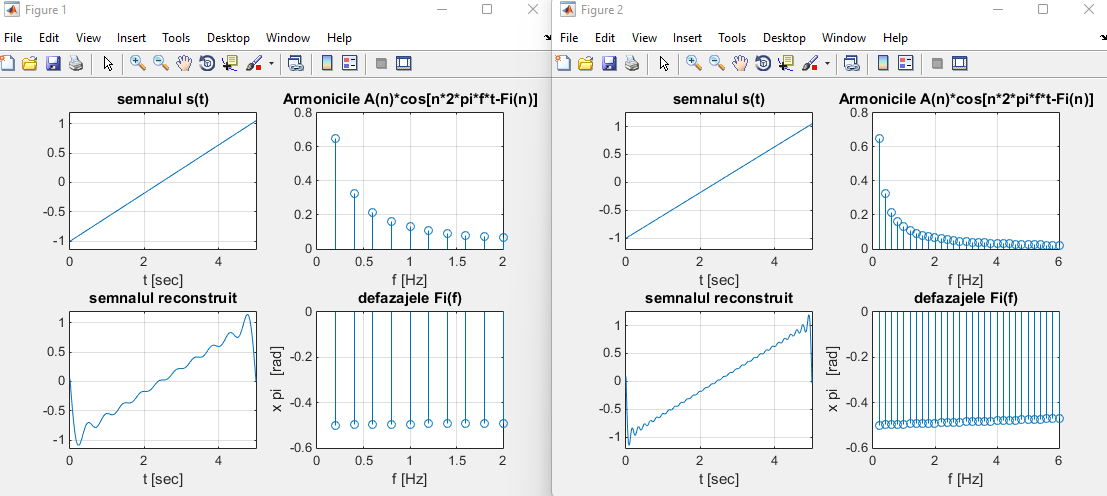 Figure 1
File Edit View Insert Tools Desktop Window Help
semnalul s(t)
1
0.5
0
-0.5
-1
0 2 4
t [sec]
Armonicile A(n)*cos[n*2*pi*f*t-Fi(n)]
0.8
0.6
0.4
0.2
0
0 0.5 1 1.5 2
f [Hz]
semnalul reconstruit
1
0.5
0
-0.5
-1
0 2 4
t [sec]
defazajele Fi(f)
x pi [rad]
0
-0.2
-0.4
-0.6
0 0.5 1 1.5 2
f [Hz]
Figure 2
File Edit View Insert Tools Desktop Window Help
semnalul s(t)
1
0.5
0
-0.5
-1
0 2 4
t [sec]
Armonicile A(n)*cos[n*2*pi*f*t-Fi(n)]
0.8
0.6
0.4
0.2
0
0 2 4 6
f [Hz]
semnalul reconstruit
1
0.5
0
-0.5
-1
0 2 4
t [sec]
defazajele Fi(f)
x pi [rad]
0
-0.2
-0.4
-0.6
0 2 4 6
f [Hz]